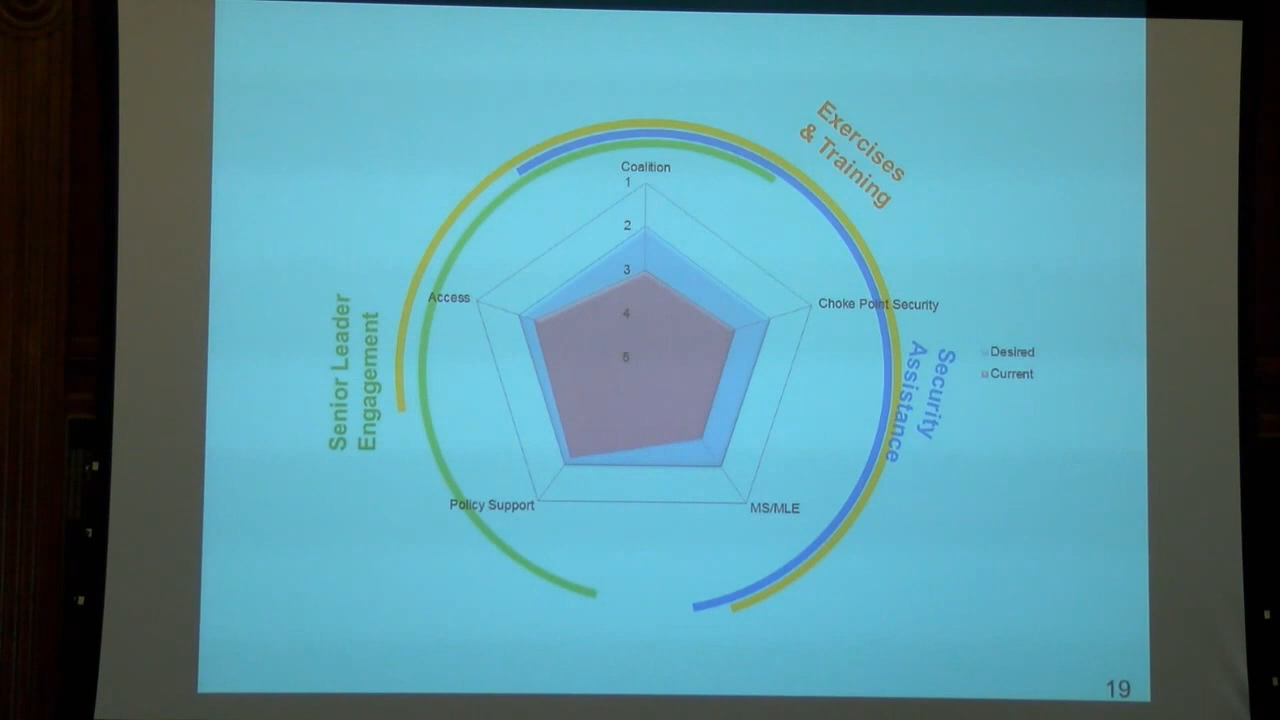 Exercises
& Training
Coalition
1
2
3
4
5
Access
Choke Point Security
Senior Leader
Engagement
Security
Assistance
Desired
Current
Policy Support
MS/MLE
19